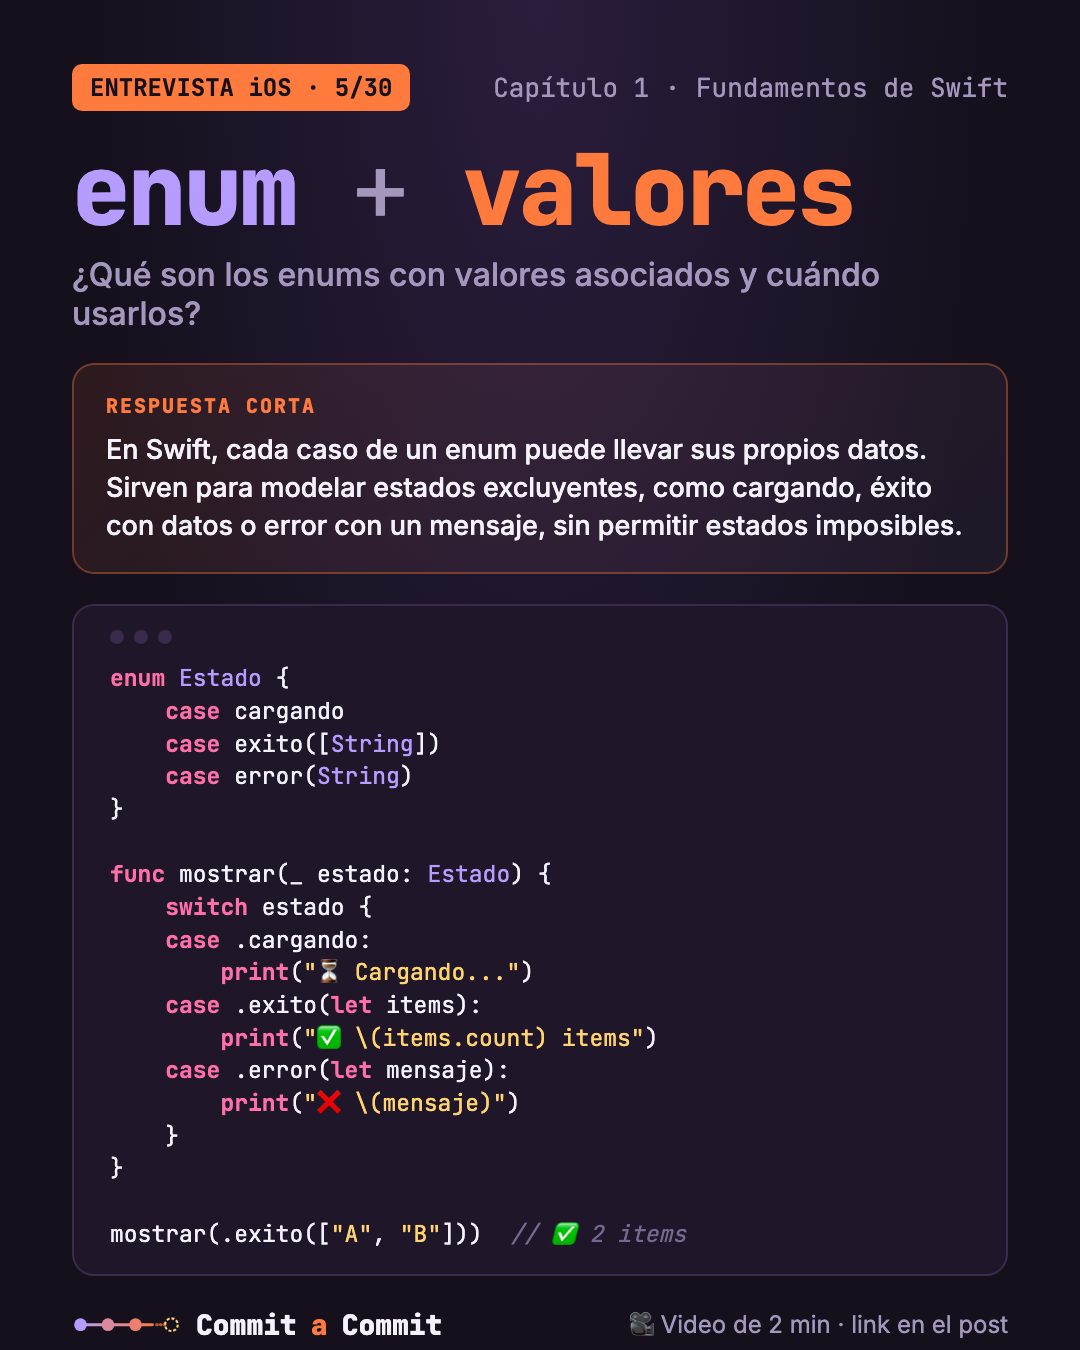 ENTREVISTA iOS · 5/30
Capítulo 1 · Fundamentos de Swift
enum + valores
¿Qué son los enums con valores asociados y cuándo
usarlos?
RESPUESTA CORTA
En Swift, cada caso de un enum puede llevar sus propios datos.
Sirven para modelar estados excluyentes, como cargando, éxito
con datos o error con un mensaje, sin permitir estados imposibles.
enum Estado {
    case cargando
    case exito([String])
    case error(String)
}
func mostrar(_ estado: Estado) {
    switch estado {
    case .cargando:
        print("⏳ Cargando...")
    case .exito(let items):
        print("✅ \(items.count) items")
    case .error(let mensaje):
        print("❌ \(mensaje)")
    }
}
mostrar(.exito(["A", "B"]))  // ✅ 2 items
Commit a Commit
🎥 Video de 2 min · link en el post